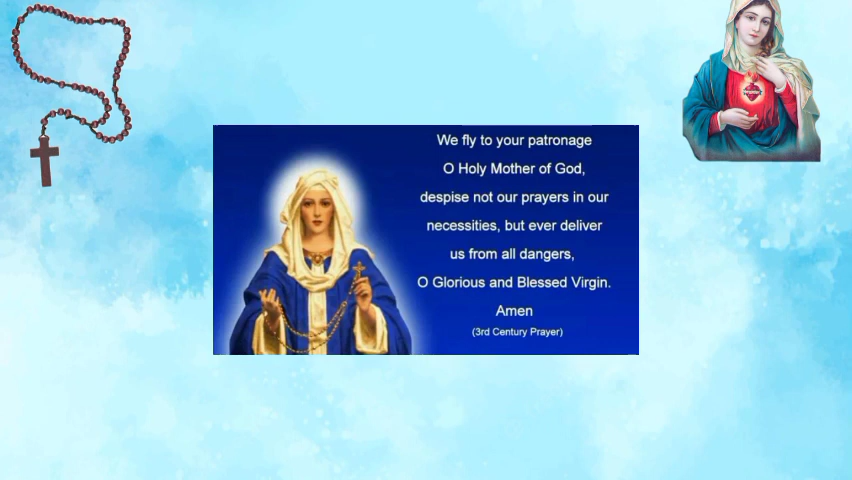 We fly to your patronage
O Holy Mother of God,
despise not our prayers in our
necessities, but ever deliver
us from all dangers,
O Glorious and Blessed Virgin.
Amen
(3rd Century Prayer)